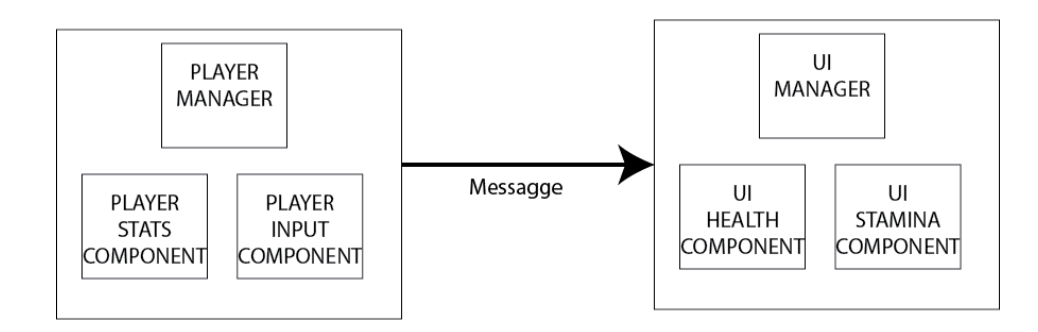 PLAYER
MANAGER
PLAYER
STATS
COMPONENT
PLAYER
INPUT
COMPONENT
Messagge
UI
MANAGER
UI
HEALTH
COMPONENT
UI
STAMINA
COMPONENT